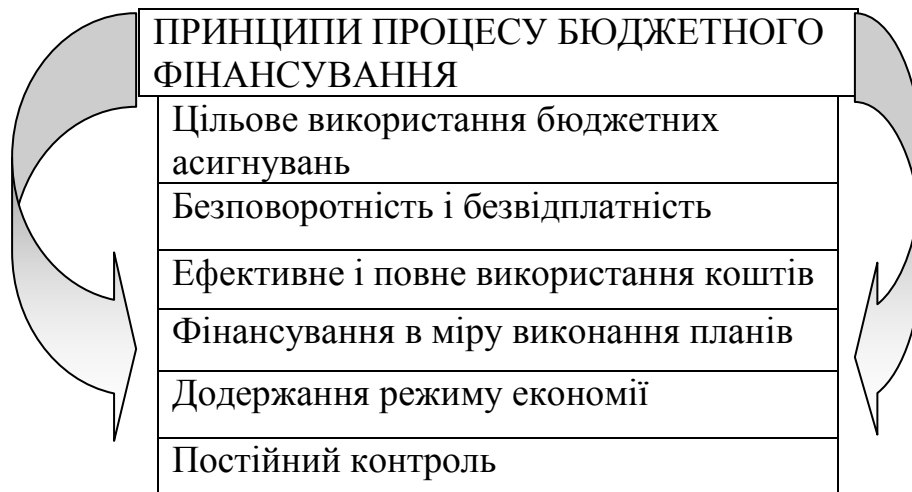 ПРИНЦИПИ ПРОЦЕСУ БЮДЖЕТНОГО
ФІНАНСУВАННЯ
Цільове використання бюджетних
асигнувань
Безповоротність і безвідплатність
Ефективне і повне використання коштів
Фінансування в міру виконання планів
Додержання режиму економії
Постійний контроль